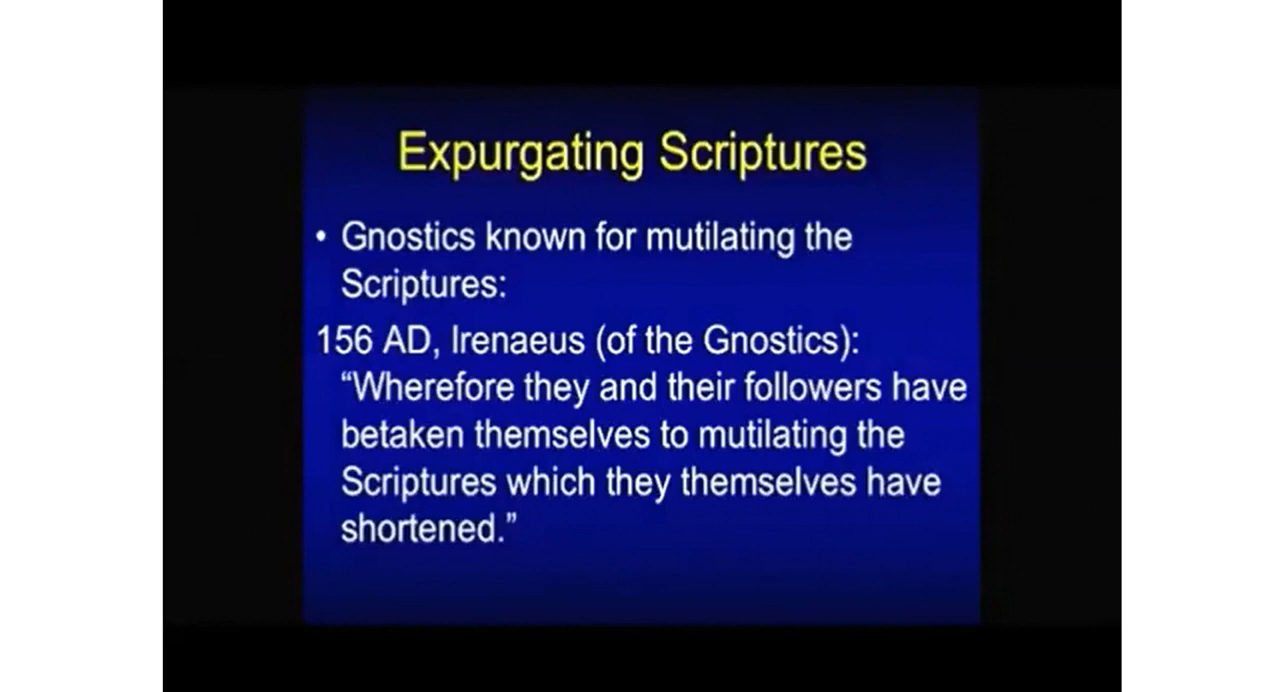 Expurgating Scriptures
• Gnostics known for mutilating the
Scriptures:
156 AD, Irenaeus (of the Gnostics):
“Wherefore they and their followers have
betaken themselves to mutilating the
Scriptures which they themselves have
shortened.”